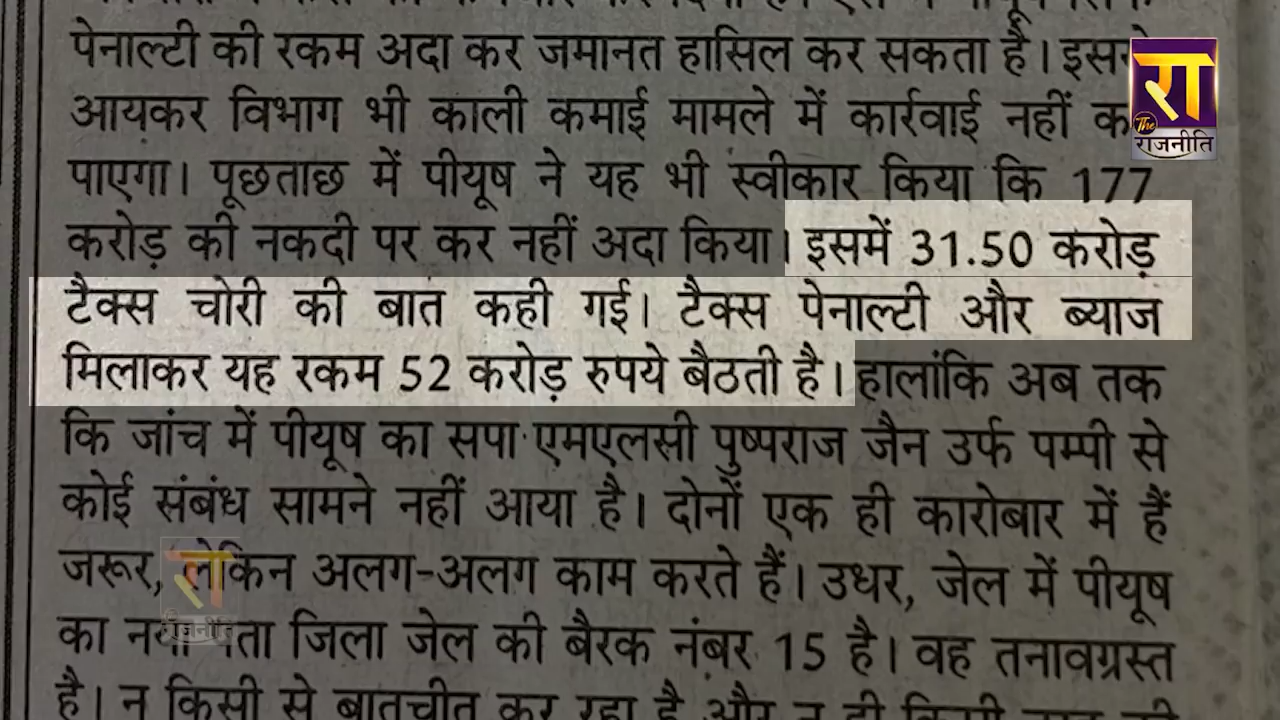 पेनाल्टी की रकम अदा कर जमानत हासिल कर सकता है। इससे
आयकर विभाग भी काली कमाई मामले में कार्रवाई नहीं कर
पाएगा। पूछताछ में पीयूष ने यह भी स्वीकार किया कि 177
करोड़ की नकदी पर कर नहीं अदा किया। इसमें 31.50 करोड़
टैक्स चोरी की बात कही गई। टैक्स पेनाल्टी और ब्याज
मिलाकर यह रकम 52 करोड़ रुपये बैठती है। हालांकि अब तक
कि जांच में पीयूष का सपा एमएलसी पुष्पराज जैन उर्फ पम्पी से
कोई संबंध सामने नहीं आया है। दोनों एक ही कारोबार में हैं
जरूर, लेकिन अलग-अलग काम करते हैं। उधर, जेल में पीयूष
का नया पता जिला जेल की बैरक नंबर 15 है। वह तनावग्रस्त
है। न किसी से बातचीत कर रहा है और न ही
रा
The
राजनीति
रा
राजनीति